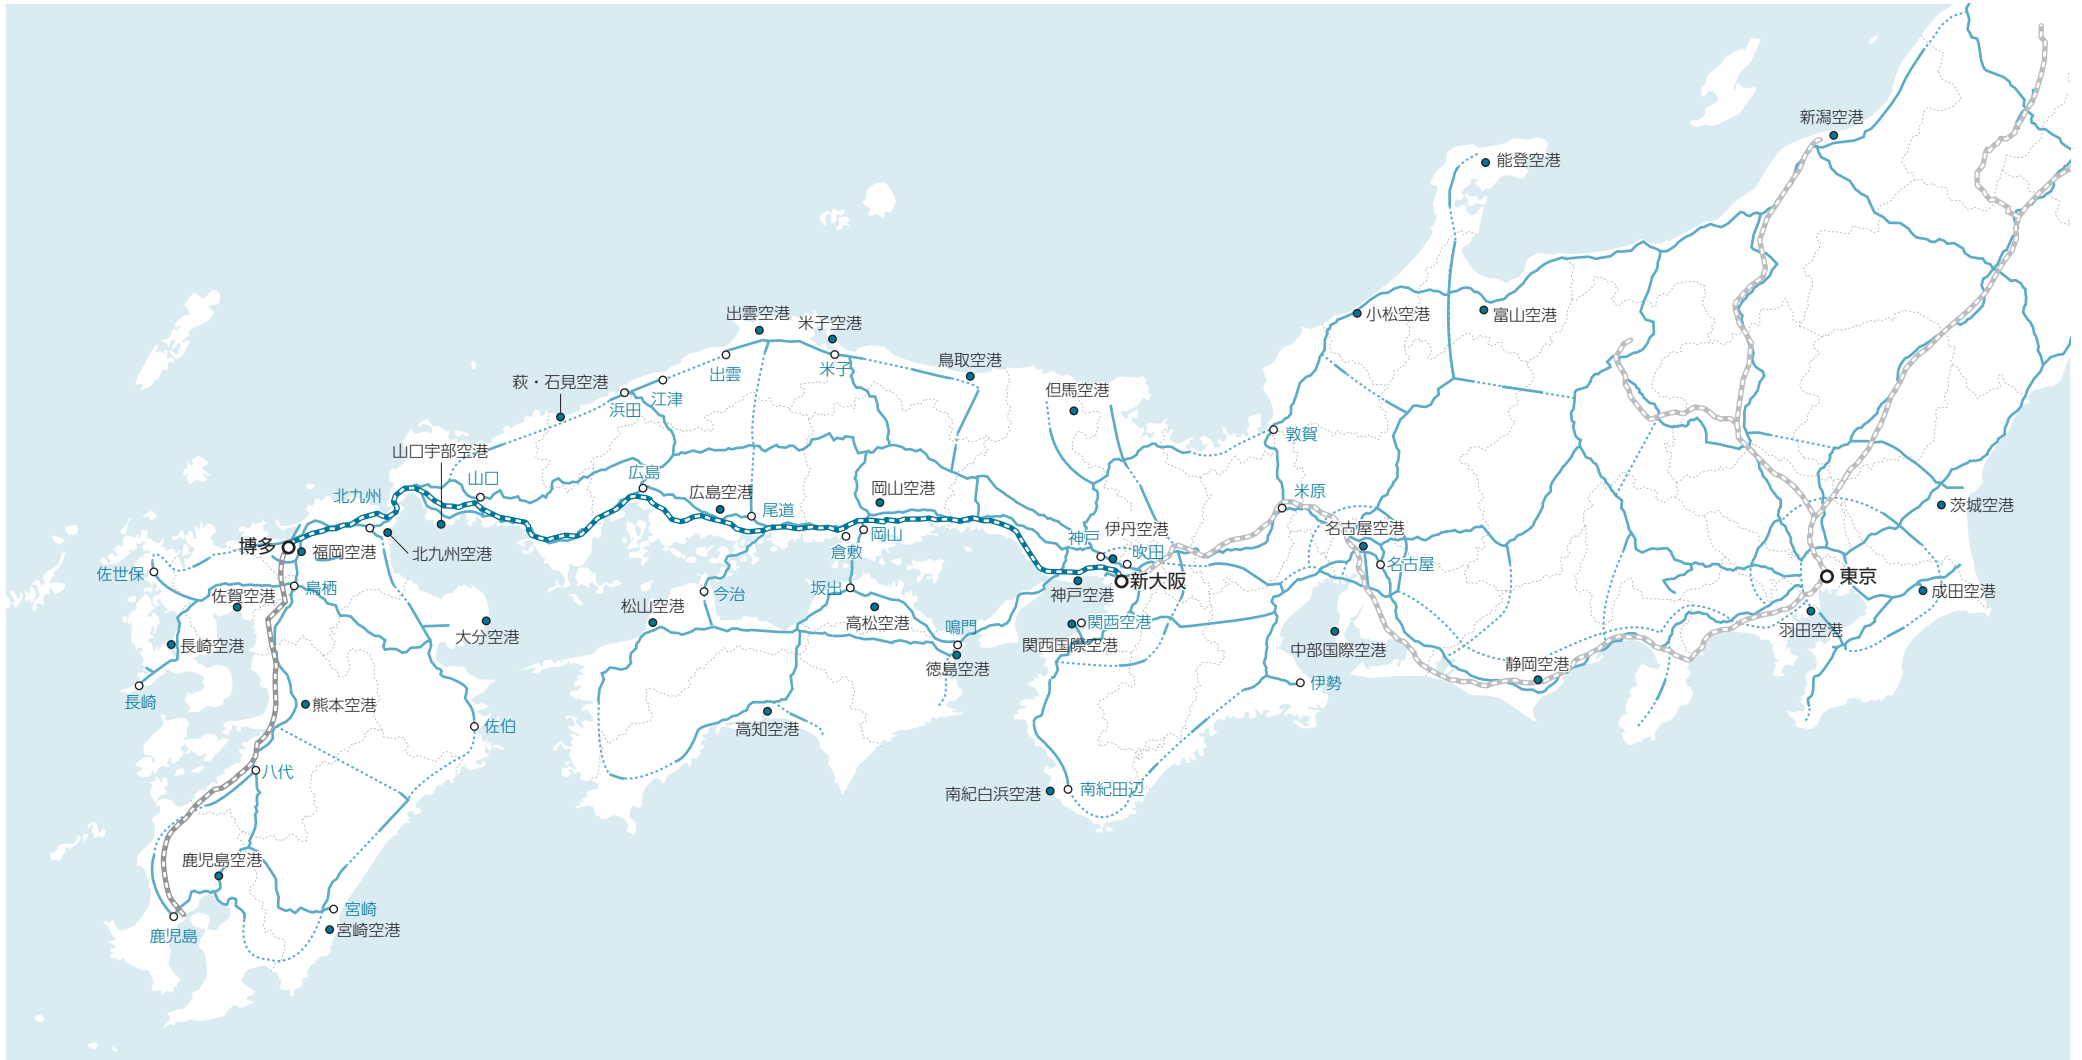 新潟空港
能登空港
小松空港
富山空港
出雲空港
米子空港
出雲
米子
鳥取空港
但馬空港
萩・石見空港
浜田
江津
敦賀
山口宇部空港
山口
広島
広島空港
尾道
岡山空港
米原
茨城空港
北九州
北九州空港
博多
福岡空港
倉敷
岡山
神戸
伊丹空港
吹田
新大阪
神戸空港
名古屋空港
名古屋
東京
成田空港
羽田空港
佐世保
佐賀空港
鳥栖
長崎空港
長崎
大分空港
松山空港
今治
坂出
高松空港
鳴門
徳島空港
関西空港
関西国際空港
中部国際空港
静岡空港
伊勢
熊本空港
佐伯
高知空港
八代
南紀白浜空港
南紀田辺
鹿児島空港
鹿児島
宮崎
宮崎空港